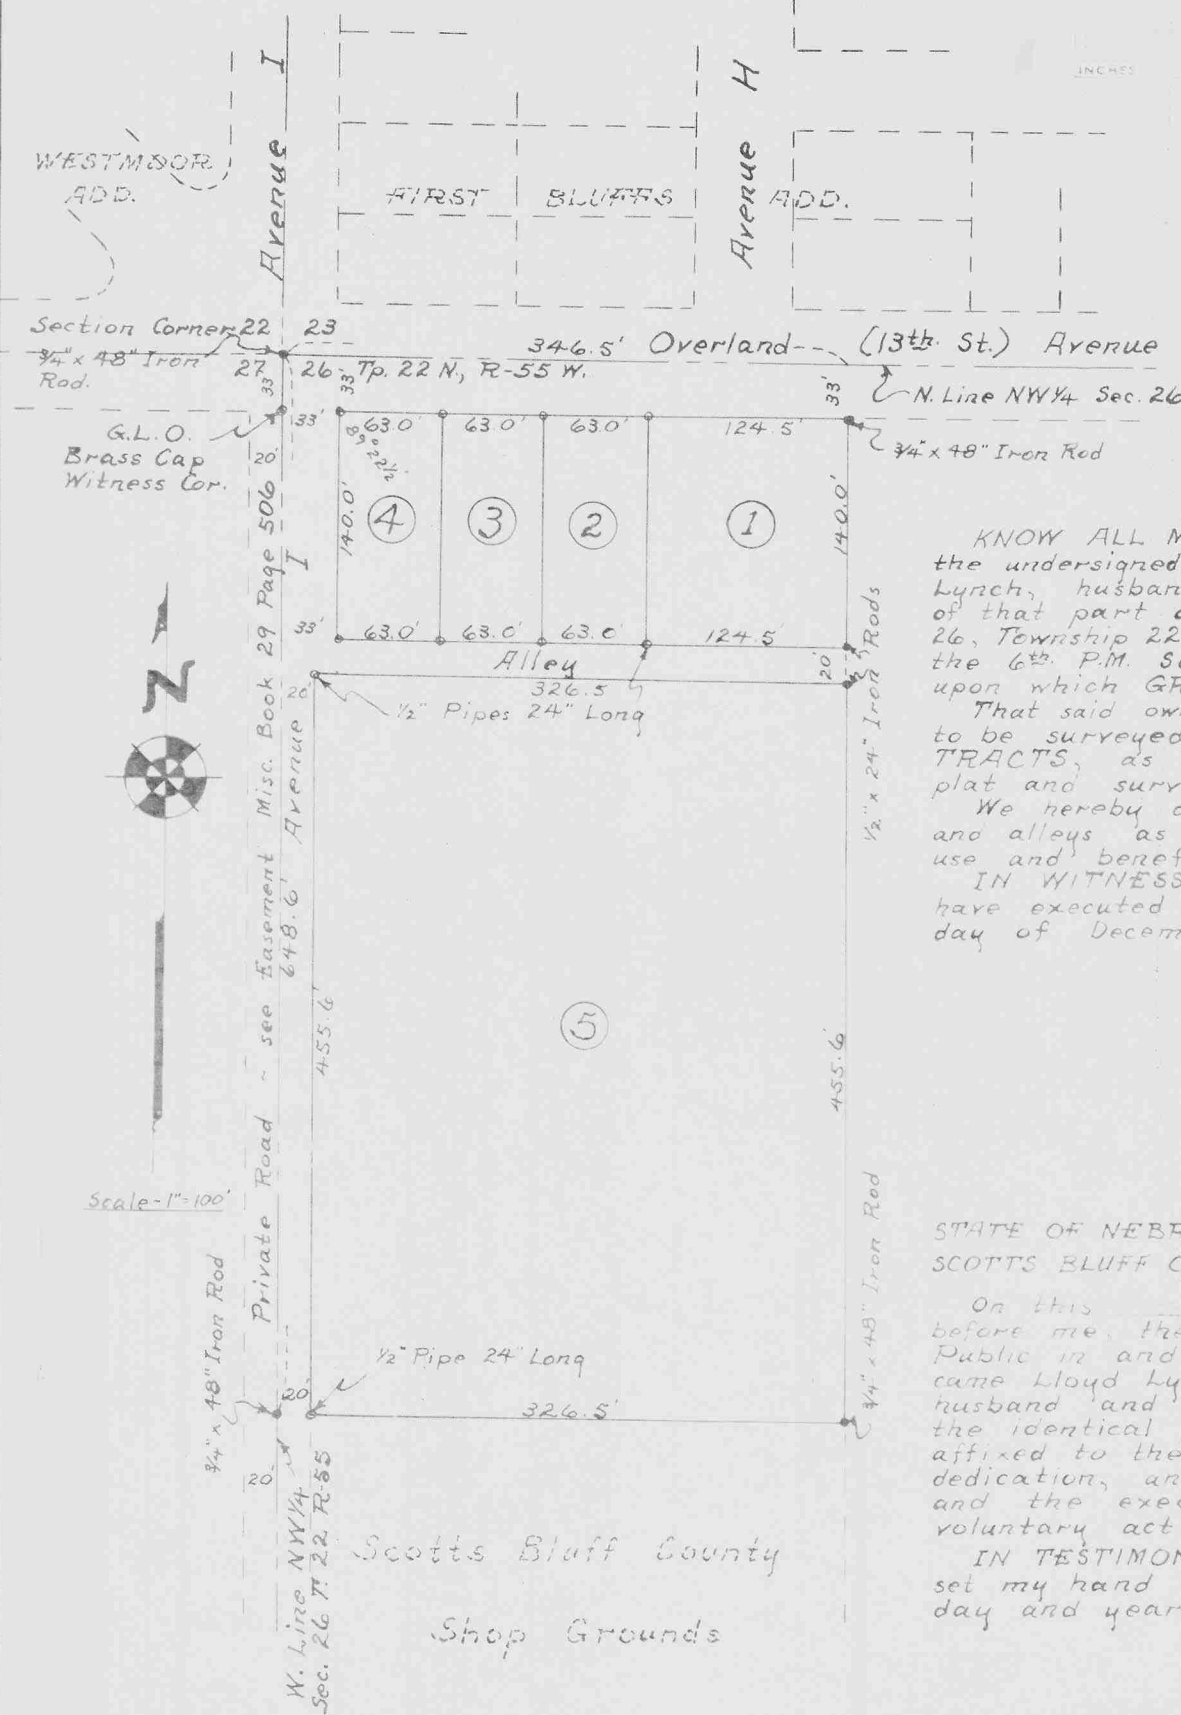 INCHES
Avenue I
Avenue H
WESTMOOR
ADD.
FIRST BLUFFS ADD.
Section Corner
22 23
27 26
3/4" x 48" Iron
Rod.
33'
33'
346.5' Overland (13th St.) Avenue
Tp. 22 N., R-55 W.
33'
N. Line NW1/4 Sec. 26
G.L.O.
Brass Cap
Witness Cor.
33'
20'
63.0' 63.0' 63.0' 124.5'
3/4" x 48" Iron Rod
140.0'
4 3 2 1
140.0'
33'
63.0' 63.0' 63.0' 124.5'
Alley
20'
326.5
20'
1/2" Pipes 24" Long
1/2" x 24" Iron Rods
N
Private Road ~ see Easement Misc. Book 29 Page 506
Avenue I
648.6'
455.6'
5
455.6'
Scale-1"=100'
3/4" x 48" Iron Rod
3/4" x 48" Iron Rod
1/2" Pipe 24" Long
20'
326.5'
20'
W. Line NW1/4
Sec. 26 T. 22 R-55
Scotts Bluff County
Shop Grounds
KNOW ALL M
the undersigned
Lynch, husban
of that part
26, Township 22
the 6th P.M. S
upon which GR
That said ow
to be surveyed
TRACTS, as
plat and surv
We hereby
and alleys as
use and benef
IN WITNESS
have executed
day of Decem
STATE OF NEBR
SCOTTS BLUFF C
On this
before me, the
Public in and
came Lloyd Ly
husband and
the identical
affixed to the
dedication, an
and the exec
voluntary act
IN TESTIMON
set my hand
day and year